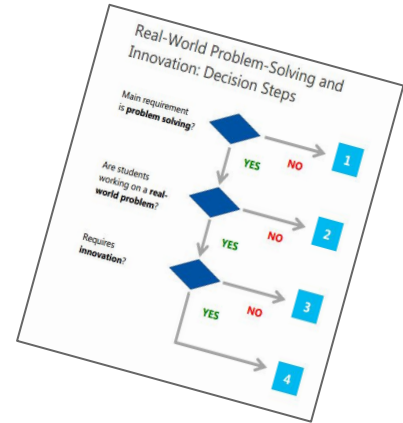 Real-World Problem-Solving and
Innovation: Decision Steps
Main requirement
is problem solving?
YES
NO
1
Are students
working on a real-
world problem?
YES
NO
2
Requires
innovation?
YES
NO
3
4